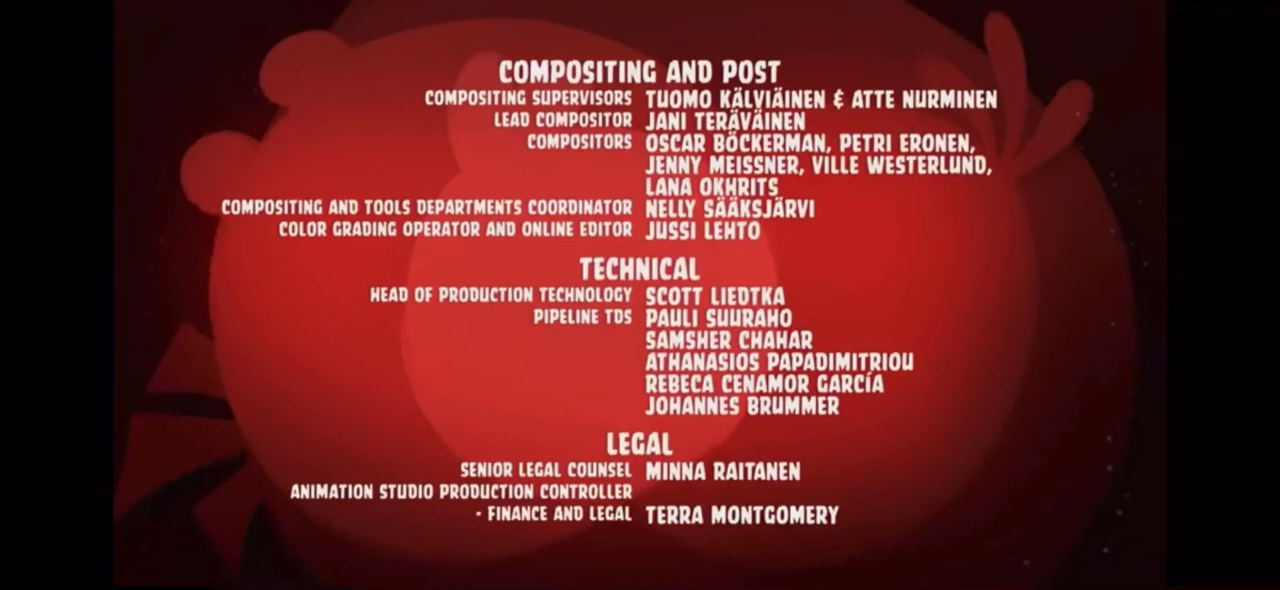 COMPOSITING AND POST
COMPOSITING SUPERVISORS TUOMO KÄLVIÄINEN & ATTE NURMINEN
LEAD COMPOSITOR JANI TERÄVÄINEN
COMPOSITORS OSCAR BÖCKERMAN, PETRI ERONEN,
JENNY MEISSNER, VILLE WESTERLUND,
LANA OKHRITS
COMPOSITING AND TOOLS DEPARTMENTS COORDINATOR NELLY SÄÄKSJÄRVI
COLOR GRADING OPERATOR AND ONLINE EDITOR JUSSI LEHTO
TECHNICAL
HEAD OF PRODUCTION TECHNOLOGY SCOTT LIEDTKA
PIPELINE TDS PAULI SUURAHO
SAMSHER CHAHAR
ATHANASIOS PAPADIMITRIOU
REBECA CENAMOR GARCÍA
JOHANNES BRUMMER
LEGAL
SENIOR LEGAL COUNSEL MINNA RAITANEN
ANIMATION STUDIO PRODUCTION CONTROLLER
- FINANCE AND LEGAL TERRA MONTGOMERY